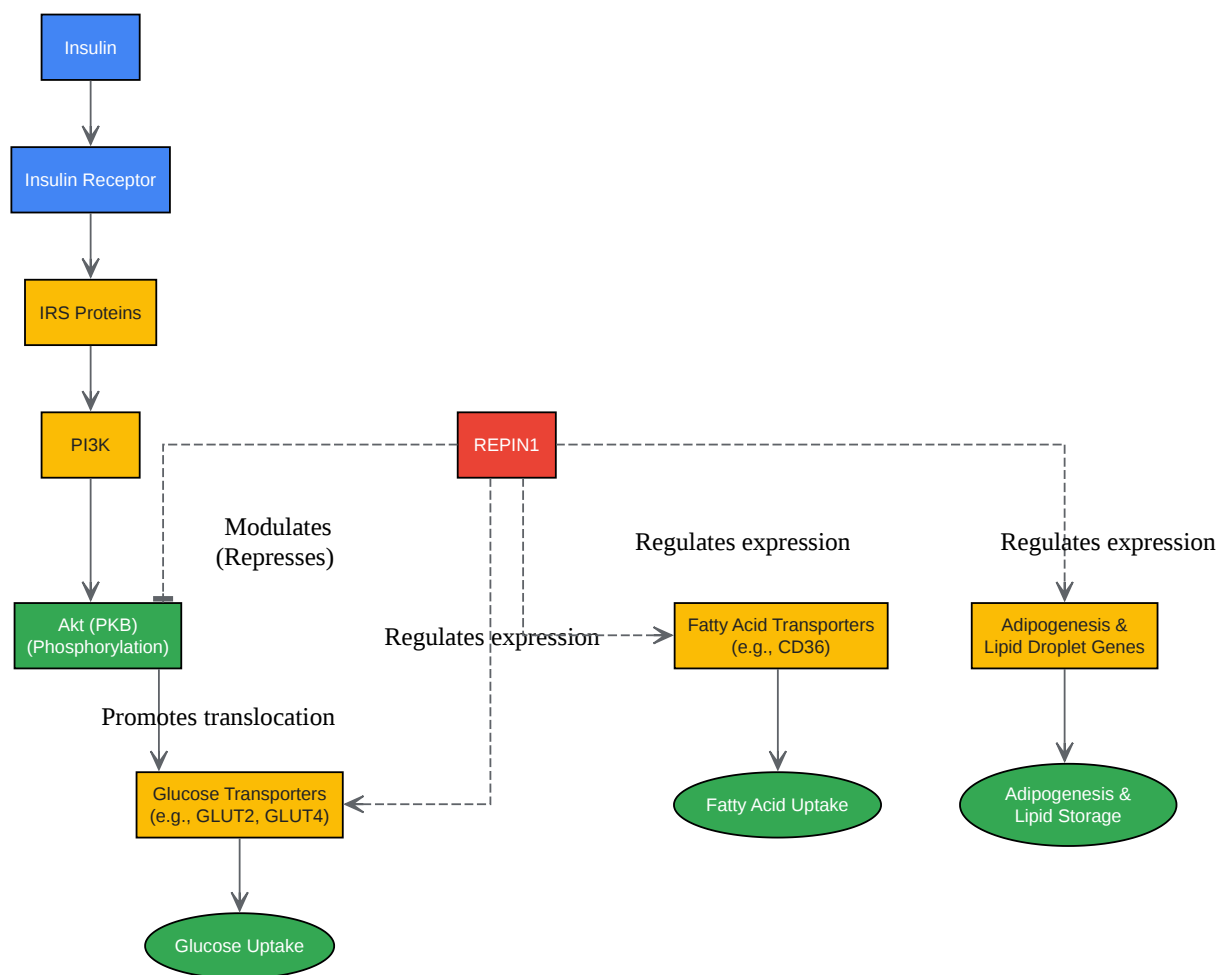 Insulin
Insulin Receptor
IRS Proteins
PI3K
REPIN1
Modulates
(Represses)
Regulates expression
Regulates expression
Akt (PKB)
(Phosphorylation)
Regulates expression
Fatty Acid Transporters
(e.g., CD36)
Adipogenesis &
Lipid Droplet Genes
Promotes translocation
Glucose Transporters
(e.g., GLUT2, GLUT4)
Fatty Acid Uptake
Adipogenesis &
Lipid Storage
Glucose Uptake